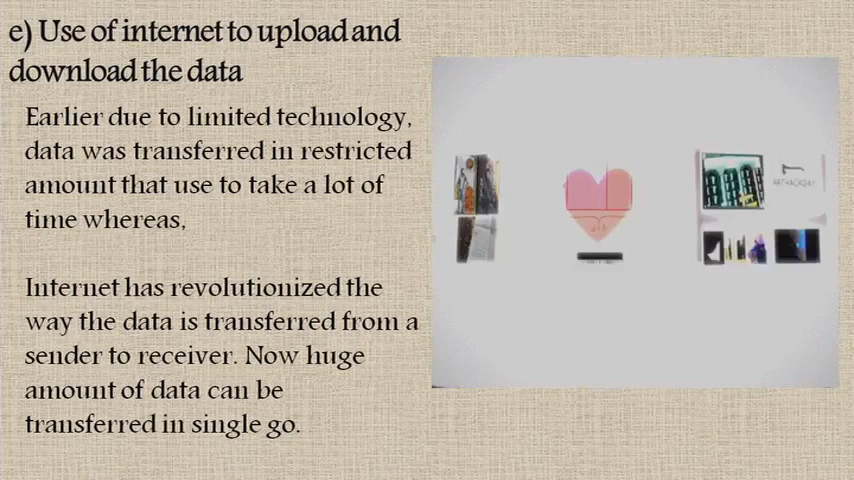 e) Use of internet to upload and
download the data
Earlier due to limited technology,
data was transferred in restricted
amount that use to take a lot of
time whereas,
Internet has revolutionized the
way the data is transferred from a
sender to receiver. Now huge
amount of data can be
transferred in single go.
ARTHACKDAY